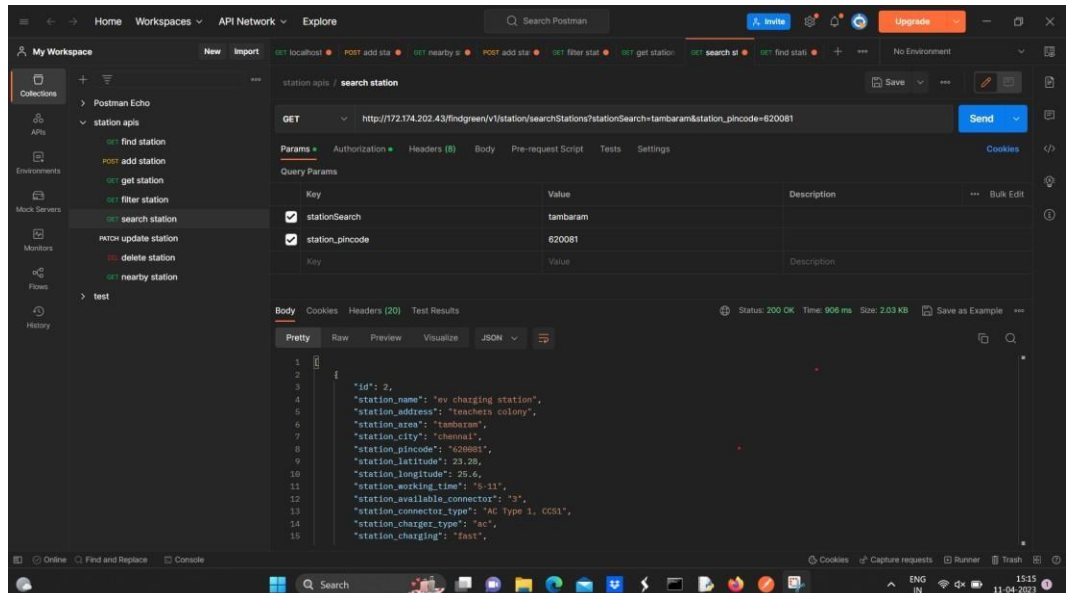 Home Workspaces API Network Explore Search Postman Invite Upgrade
My Workspace New Import GET localhost POST add sta GET nearby s POST add sta GET filter stat GET get station GET search st GET find stati No Environment
Collections
APIs
Environments
Mock Servers
Monitors
Flows
History
Postman Echo
station apis
GET find station
POST add station
GET get station
GET filter station
GET search station
PATCH update station
DEL delete station
GET nearby station
test
station apis / search station Save
GET http://172.174.202.43/findgreen/v1/station/searchStations?stationSearch=tambaram&station_pincode=620081 Send
Params Authorization Headers (8) Body Pre-request Script Tests Settings Cookies
Query Params
Key Value Description Bulk Edit
stationSearch tambaram
station_pincode 620081
Key Value Description
Body Cookies Headers (20) Test Results Status: 200 OK Time: 906 ms Size: 2.03 KB Save as Example
Pretty Raw Preview Visualize JSON
1 [
2 {
3 "id": 2,
4 "station_name": "ev charging station",
5 "station_address": "teachers colony",
6 "station_area": "tambaram",
7 "station_city": "chennai",
8 "station_pincode": "620081",
9 "station_latitude": 23.28,
10 "station_longitude": 25.6,
11 "station_working_time": "5-11",
12 "station_available_connector": "3",
13 "station_connector_type": "AC Type 1, CCS1",
14 "station_charger_type": "ac",
15 "station_charging": "fast",
Online Find and Replace Console Cookies Capture requests Runner Trash
Search ENG IN 15:15 11-04-2023